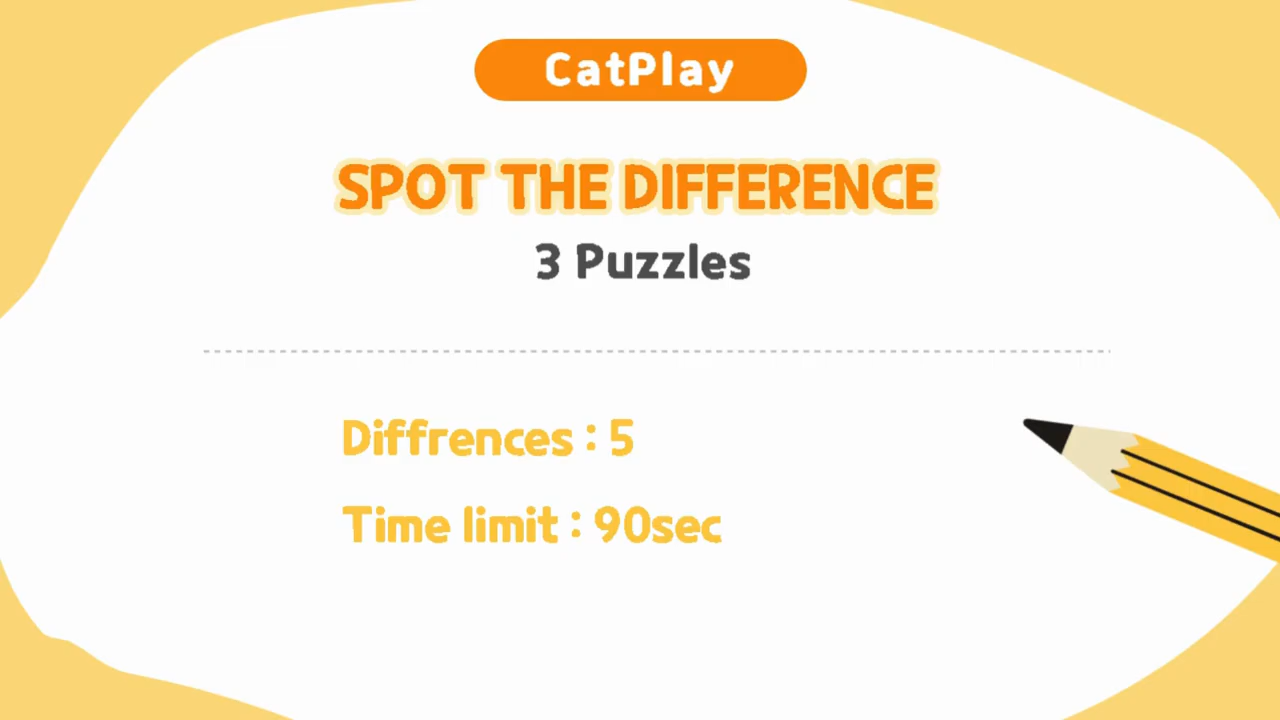 CatPlay
SPOT THE DIFFERENCE
3 Puzzles
Diffrences : 5
Time limit : 90sec